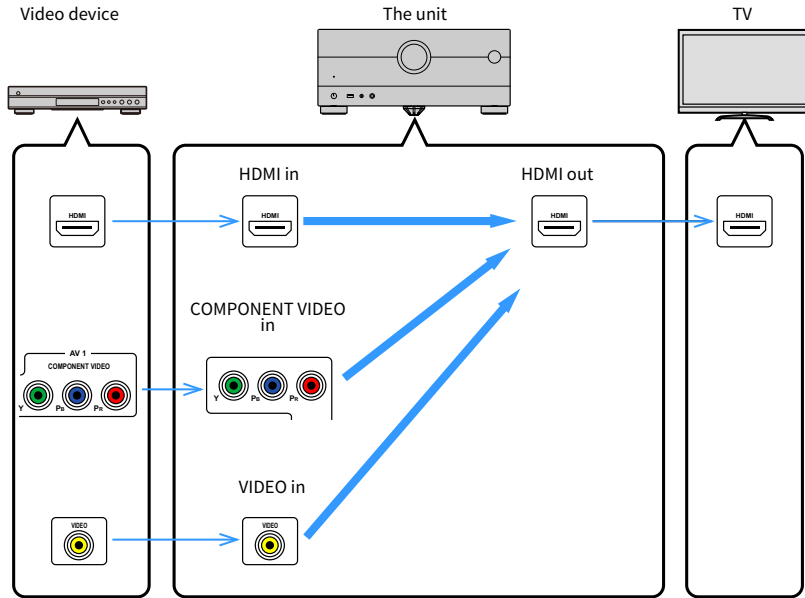 Video device
The unit
TV
HDMI in
HDMI out
HDMI
HDMI
HDMI
HDMI
COMPONENT VIDEO
in
AV 1
COMPONENT VIDEO
Y PB PR
Y PB PR
VIDEO in
VIDEO
VIDEO